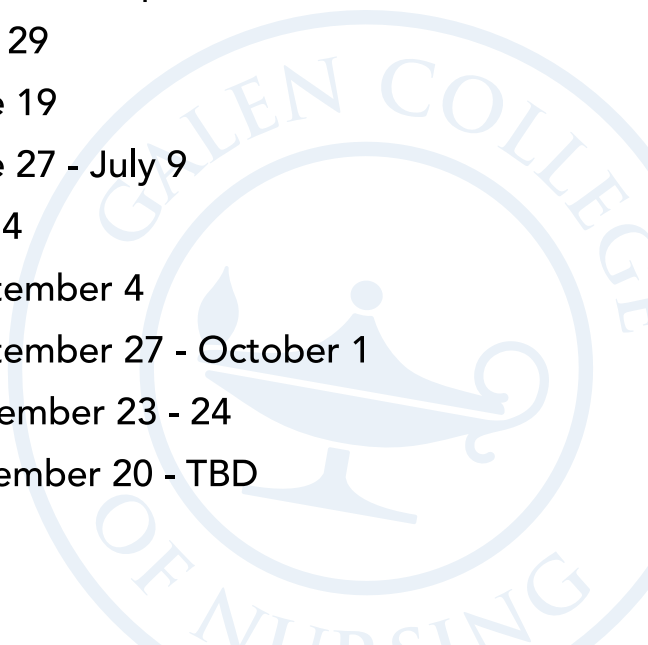 29
e 19
e 27 - July 9
4
tember 4
tember 27 - October 1
ember 23 - 24
ember 20 - TBD
GALEN COLLEGE
OF NURSING